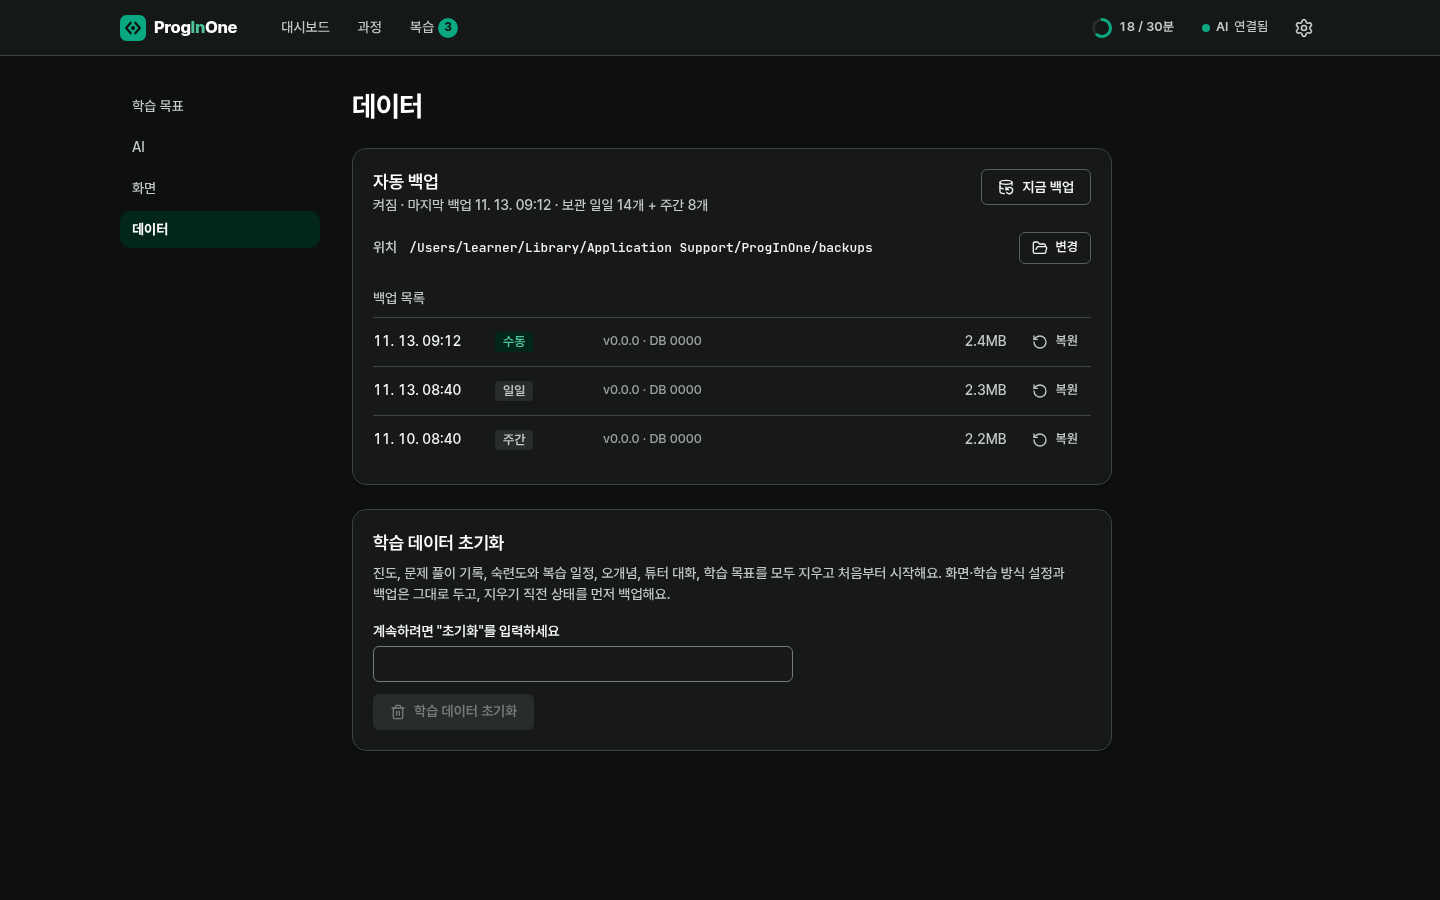 ProgInOne
대시보드
과정
복습 3
18 / 30분
AI 연결됨
학습 목표
AI
화면
데이터
데이터
자동 백업
켜짐 · 마지막 백업 11. 13. 09:12 · 보관 일일 14개 + 주간 8개
지금 백업
위치 /Users/learner/Library/Application Support/ProgInOne/backups
변경
백업 목록
11. 13. 09:12 수동 v0.0.0 · DB 0000 2.4MB 복원
11. 13. 08:40 일일 v0.0.0 · DB 0000 2.3MB 복원
11. 10. 08:40 주간 v0.0.0 · DB 0000 2.2MB 복원
학습 데이터 초기화
진도, 문제 풀이 기록, 숙련도와 복습 일정, 오개념, 튜터 대화, 학습 목표를 모두 지우고 처음부터 시작해요. 화면·학습 방식 설정과
백업은 그대로 두고, 지우기 직전 상태를 먼저 백업해요.
계속하려면 "초기화"를 입력하세요
학습 데이터 초기화